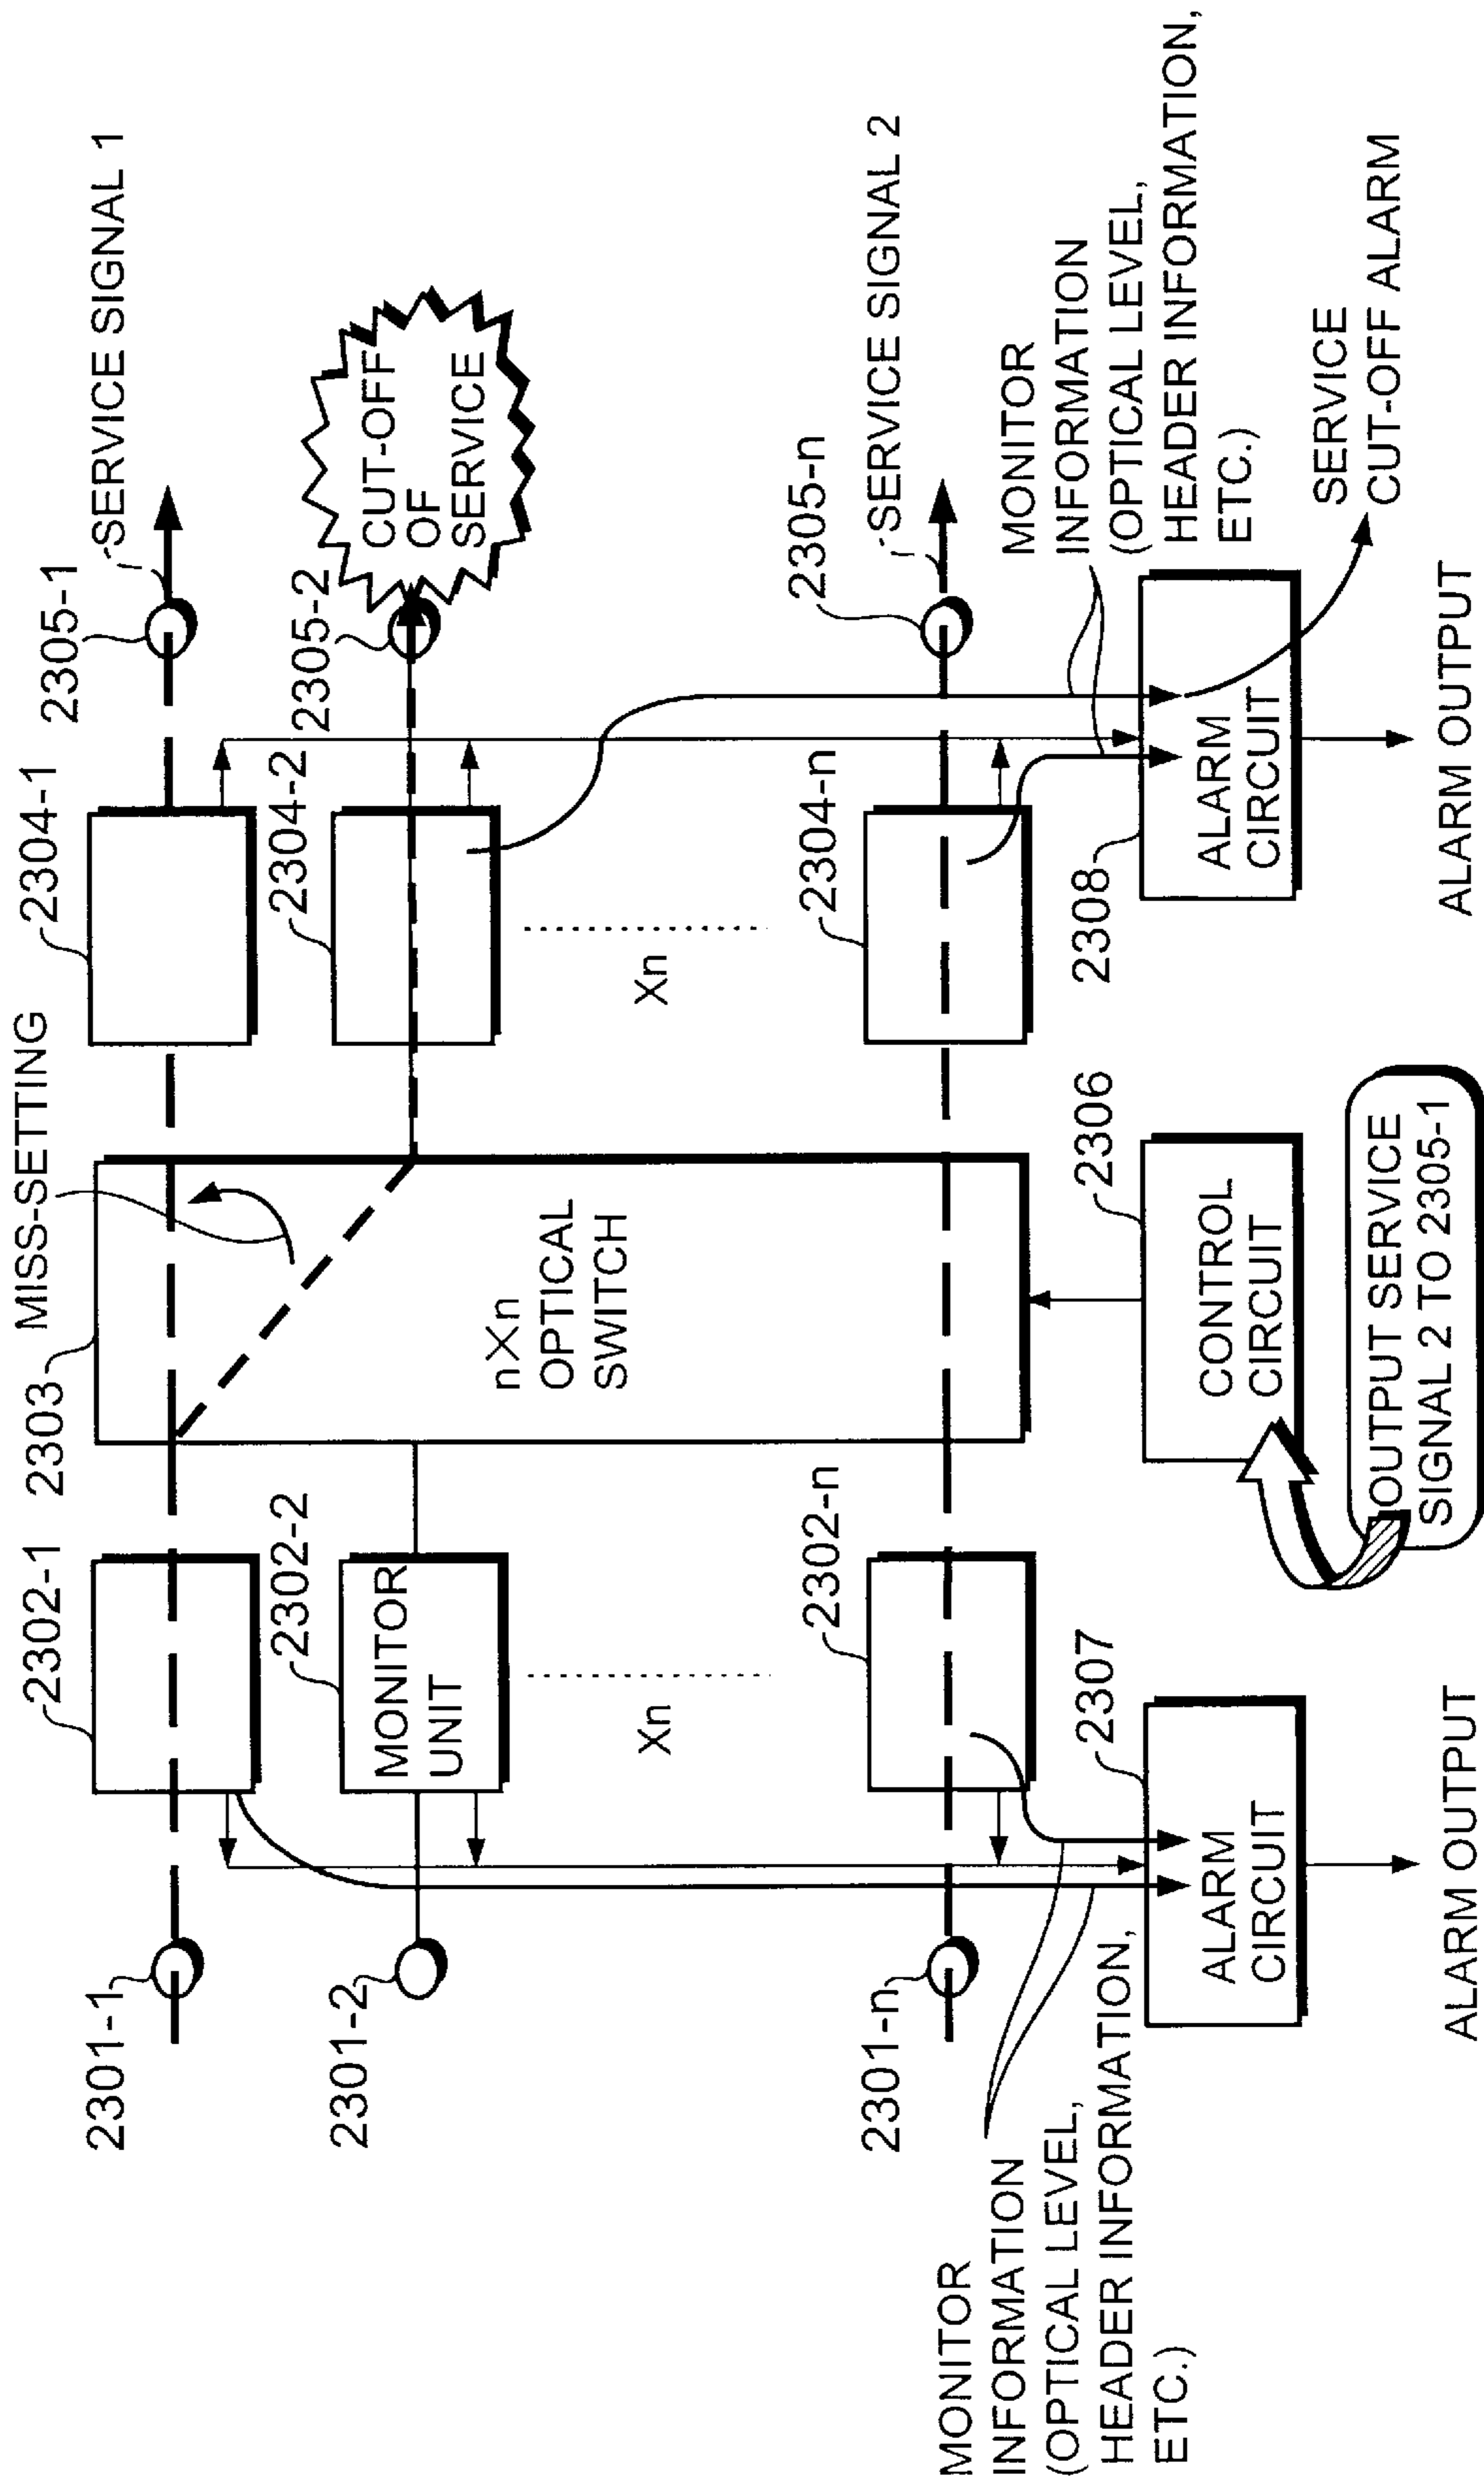 2301-1
2302-1
2303
MISS-SETTING
2304-1
2305-1
SERVICE SIGNAL 1
2301-2
2302-2
MONITOR
UNIT
nXn
OPTICAL
SWITCH
2304-2
2305-2
CUT-OFF
OF
SERVICE
Xn
Xn
2301-n
2302-n
2304-n
2305-n
SERVICE SIGNAL 2
MONITOR
INFORMATION
(OPTICAL LEVEL,
HEADER INFORMATION,
ETC.)
2307
ALARM
CIRCUIT
ALARM OUTPUT
2306
CONTROL
CIRCUIT
OUTPUT SERVICE
SIGNAL 2 TO 2305-1
2308
ALARM
CIRCUIT
ALARM OUTPUT
MONITOR
INFORMATION
(OPTICAL LEVEL,
HEADER INFORMATION,
ETC.)
SERVICE
CUT-OFF ALARM